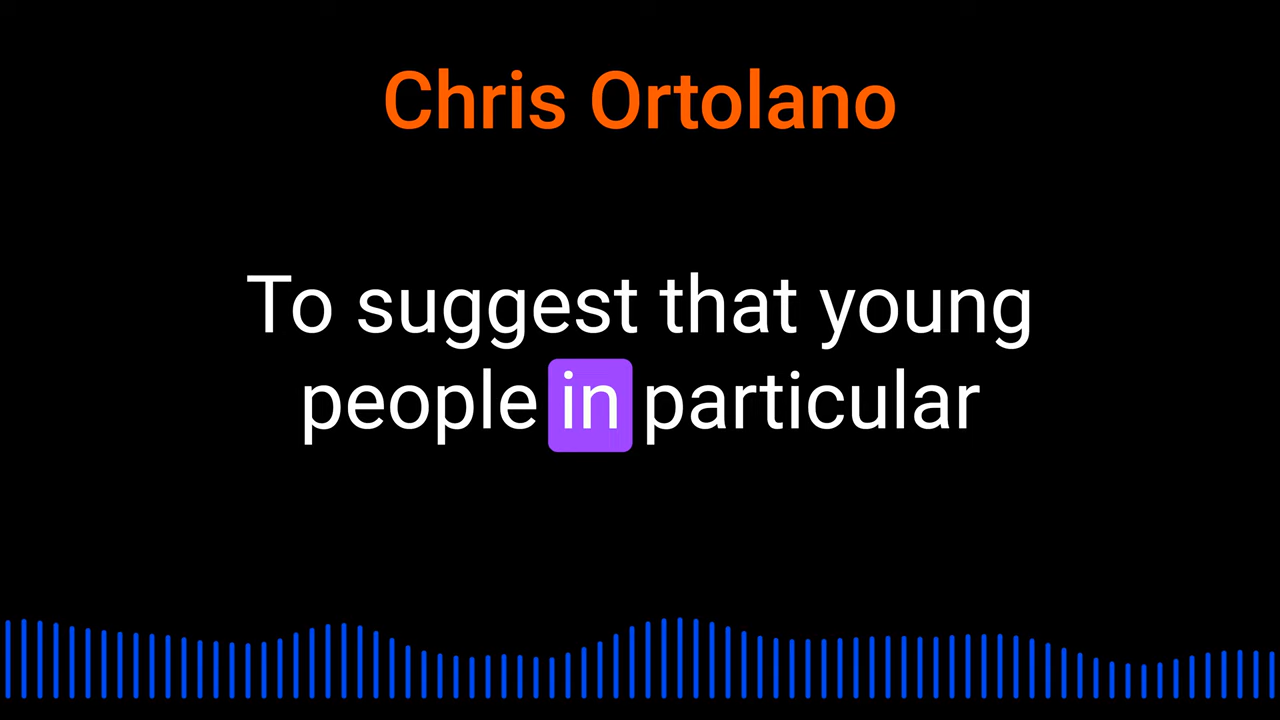 Chris Ortolano
To suggest that young
people in particular